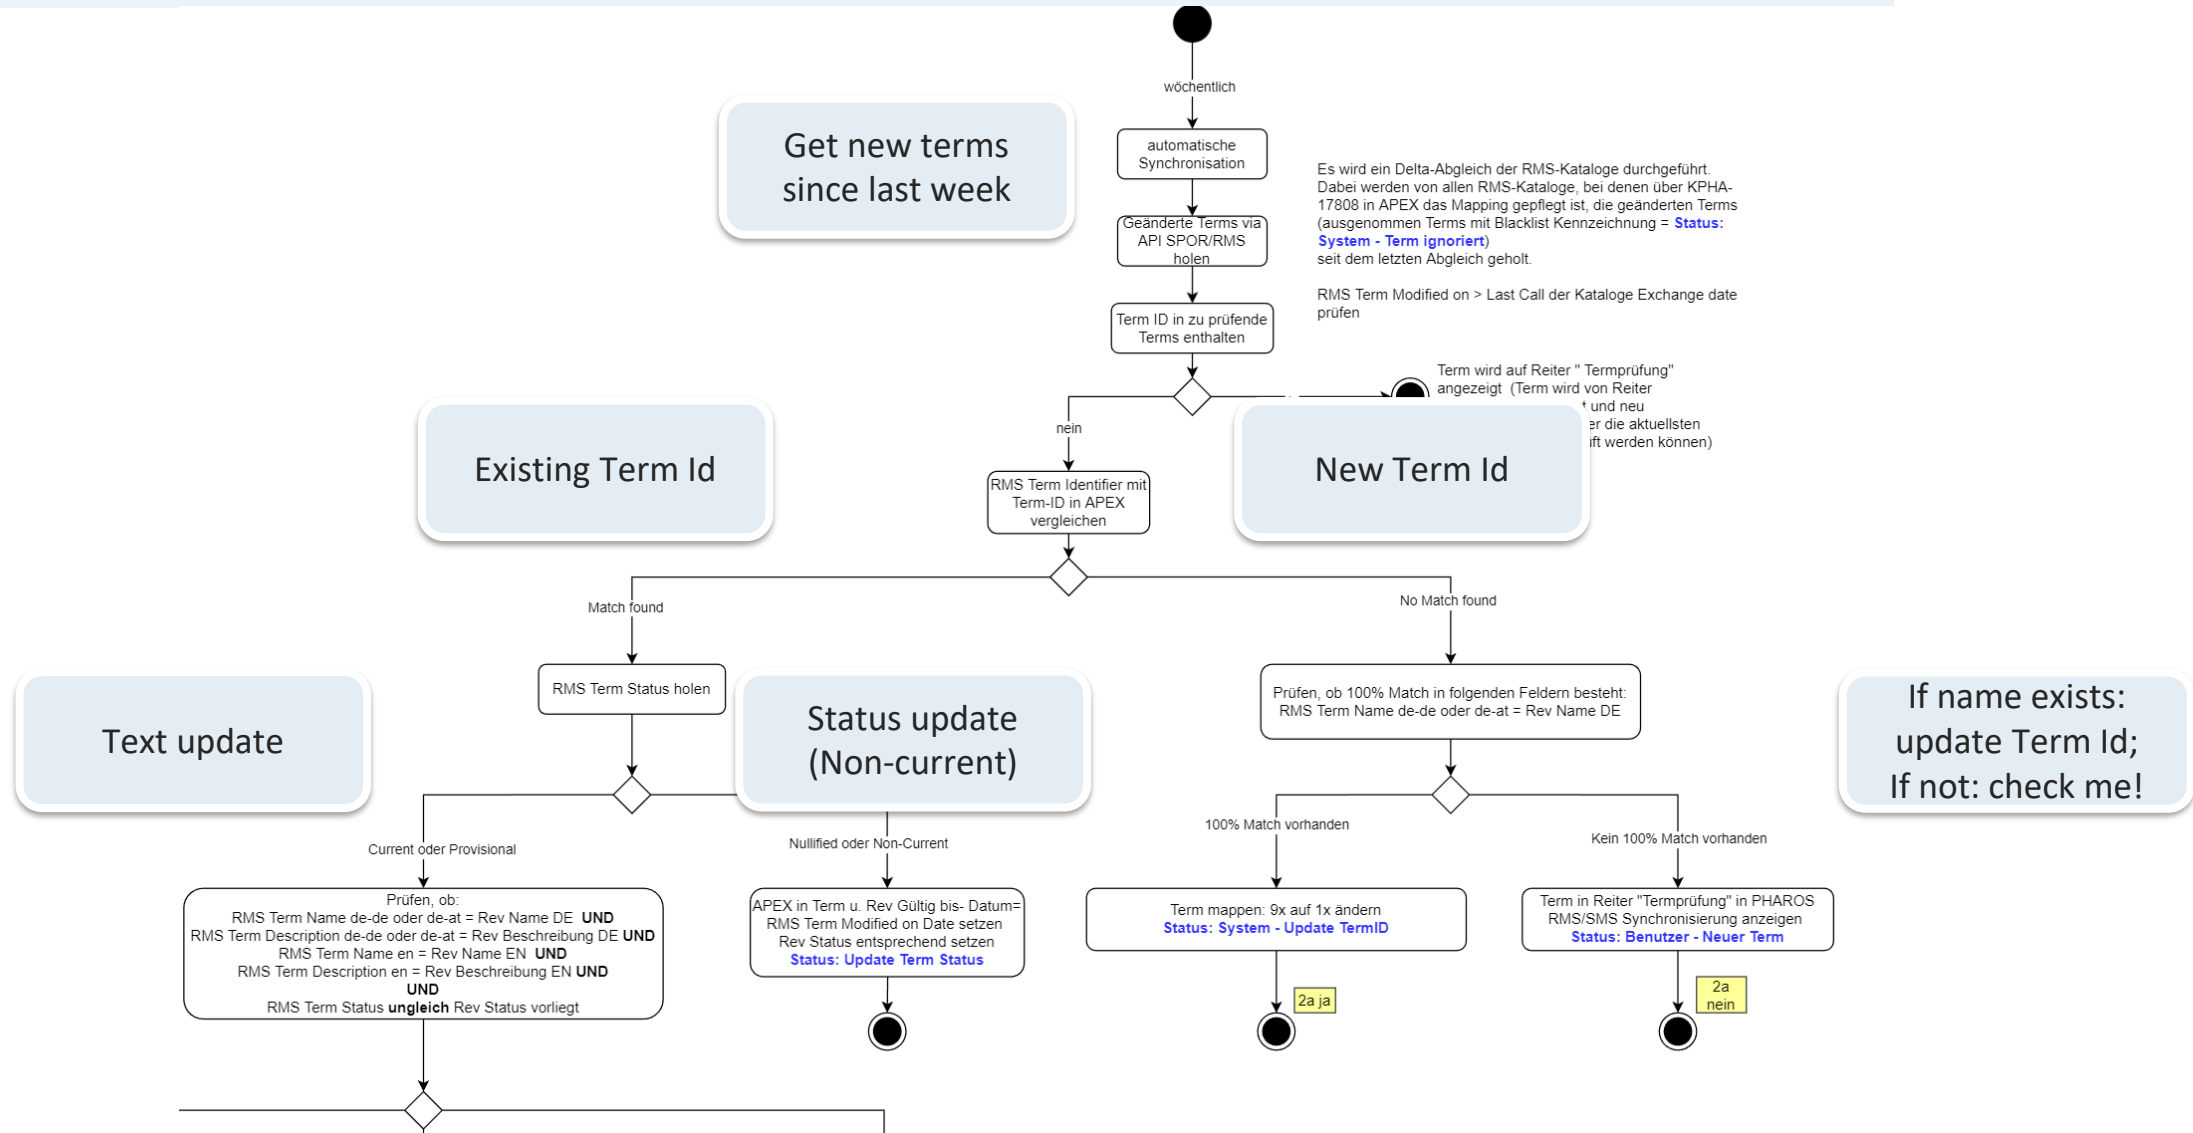 wöchentlich
Get new terms
since last week
automatische
Synchronisation
Es wird ein Delta-Abgleich der RMS-Kataloge durchgeführt.
Dabei werden von allen RMS-Kataloge, bei denen über KPHA-
17808 in APEX das Mapping gepflegt ist, die geänderten Terms
(ausgenommen Terms mit Blacklist Kennzeichnung = Status:
System - Term ignoriert)
seit dem letzten Abgleich geholt.
RMS Term Modified on > Last Call der Kataloge Exchange date
prüfen
Geänderte Terms via
API SPOR/RMS
holen
Term ID in zu prüfende
Terms enthalten
Term wird auf Reiter " Termprüfung"
angezeigt (Term wird von Reiter
und neu
die aktuellsten
werden können)
nein
Existing Term Id
RMS Term Identifier mit
Term-ID in APEX
vergleichen
New Term Id
Match found
No Match found
Text update
RMS Term Status holen
Status update
(Non-current)
Prüfen, ob 100% Match in folgenden Feldern besteht:
RMS Term Name de-de oder de-at = Rev Name DE
If name exists:
update Term Id;
If not: check me!
Current oder Provisional
Nullified oder Non-Current
100% Match vorhanden
Kein 100% Match vorhanden
Prüfen, ob:
RMS Term Name de-de oder de-at = Rev Name DE UND
RMS Term Description de-de oder de-at = Rev Beschreibung DE UND
RMS Term Name en = Rev Name EN UND
RMS Term Description en = Rev Beschreibung EN UND
UND
RMS Term Status ungleich Rev Status vorliegt
APEX in Term u. Rev Gültig bis- Datum=
RMS Term Modified on Date setzen
Rev Status entsprechend setzen
Status: Update Term Status
Term mappen: 9x auf 1x ändern
Status: System - Update TermID
Term in Reiter "Termprüfung" in PHAROS
RMS/SMS Synchronisierung anzeigen
Status: Benutzer - Neuer Term
2a ja
2a
nein